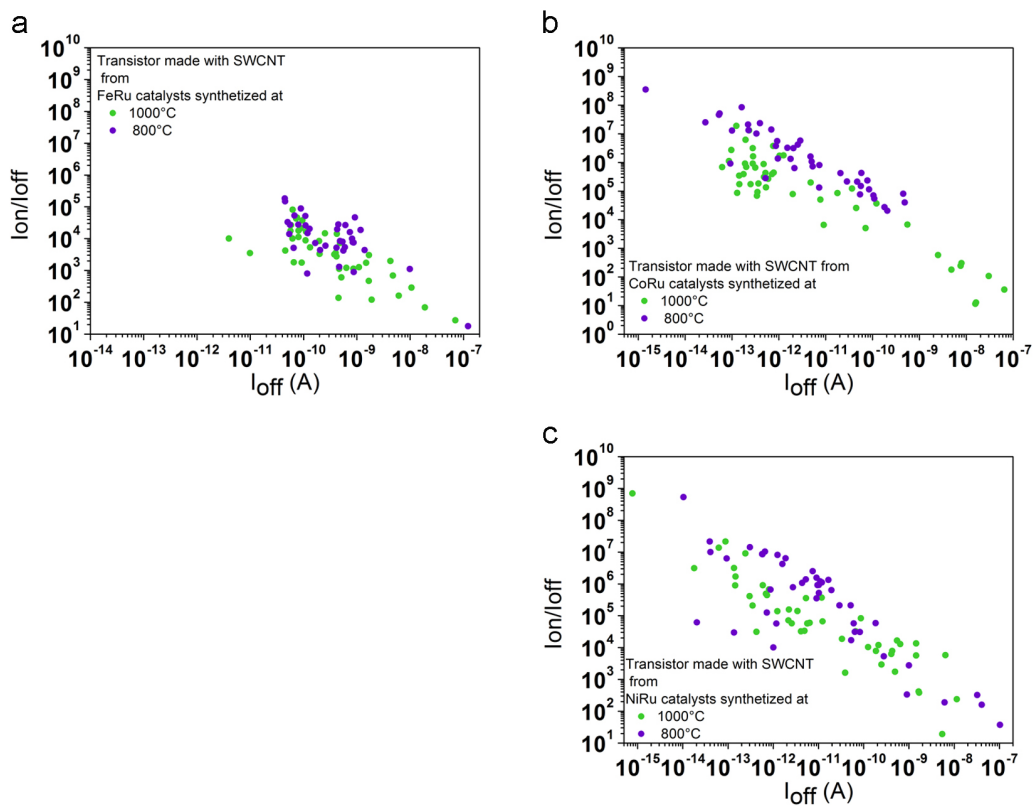 a
Ion/Ioff
10^10
10^9
10^8
10^7
10^6
10^5
10^4
10^3
10^2
10^1
Transistor made with SWCNT
from
FeRu catalysts synthetized at
1000°C
800°C
10^-14 10^-13 10^-12 10^-11 10^-10 10^-9 10^-8 10^-7
Ioff (A)
b
Ion/Ioff
10^10
10^9
10^8
10^7
10^6
10^5
10^4
10^3
10^2
10^1
10^0
Transistor made with SWCNT from
CoRu catalysts synthetized at
1000°C
800°C
10^-15 10^-14 10^-13 10^-12 10^-11 10^-10 10^-9 10^-8 10^-7
Ioff (A)
c
Ion/Ioff
10^10
10^9
10^8
10^7
10^6
10^5
10^4
10^3
10^2
10^1
Transistor made with SWCNT
from
NiRu catalysts synthetized at
1000°C
800°C
10^-15 10^-14 10^-13 10^-12 10^-11 10^-10 10^-9 10^-8 10^-7
Ioff (A)